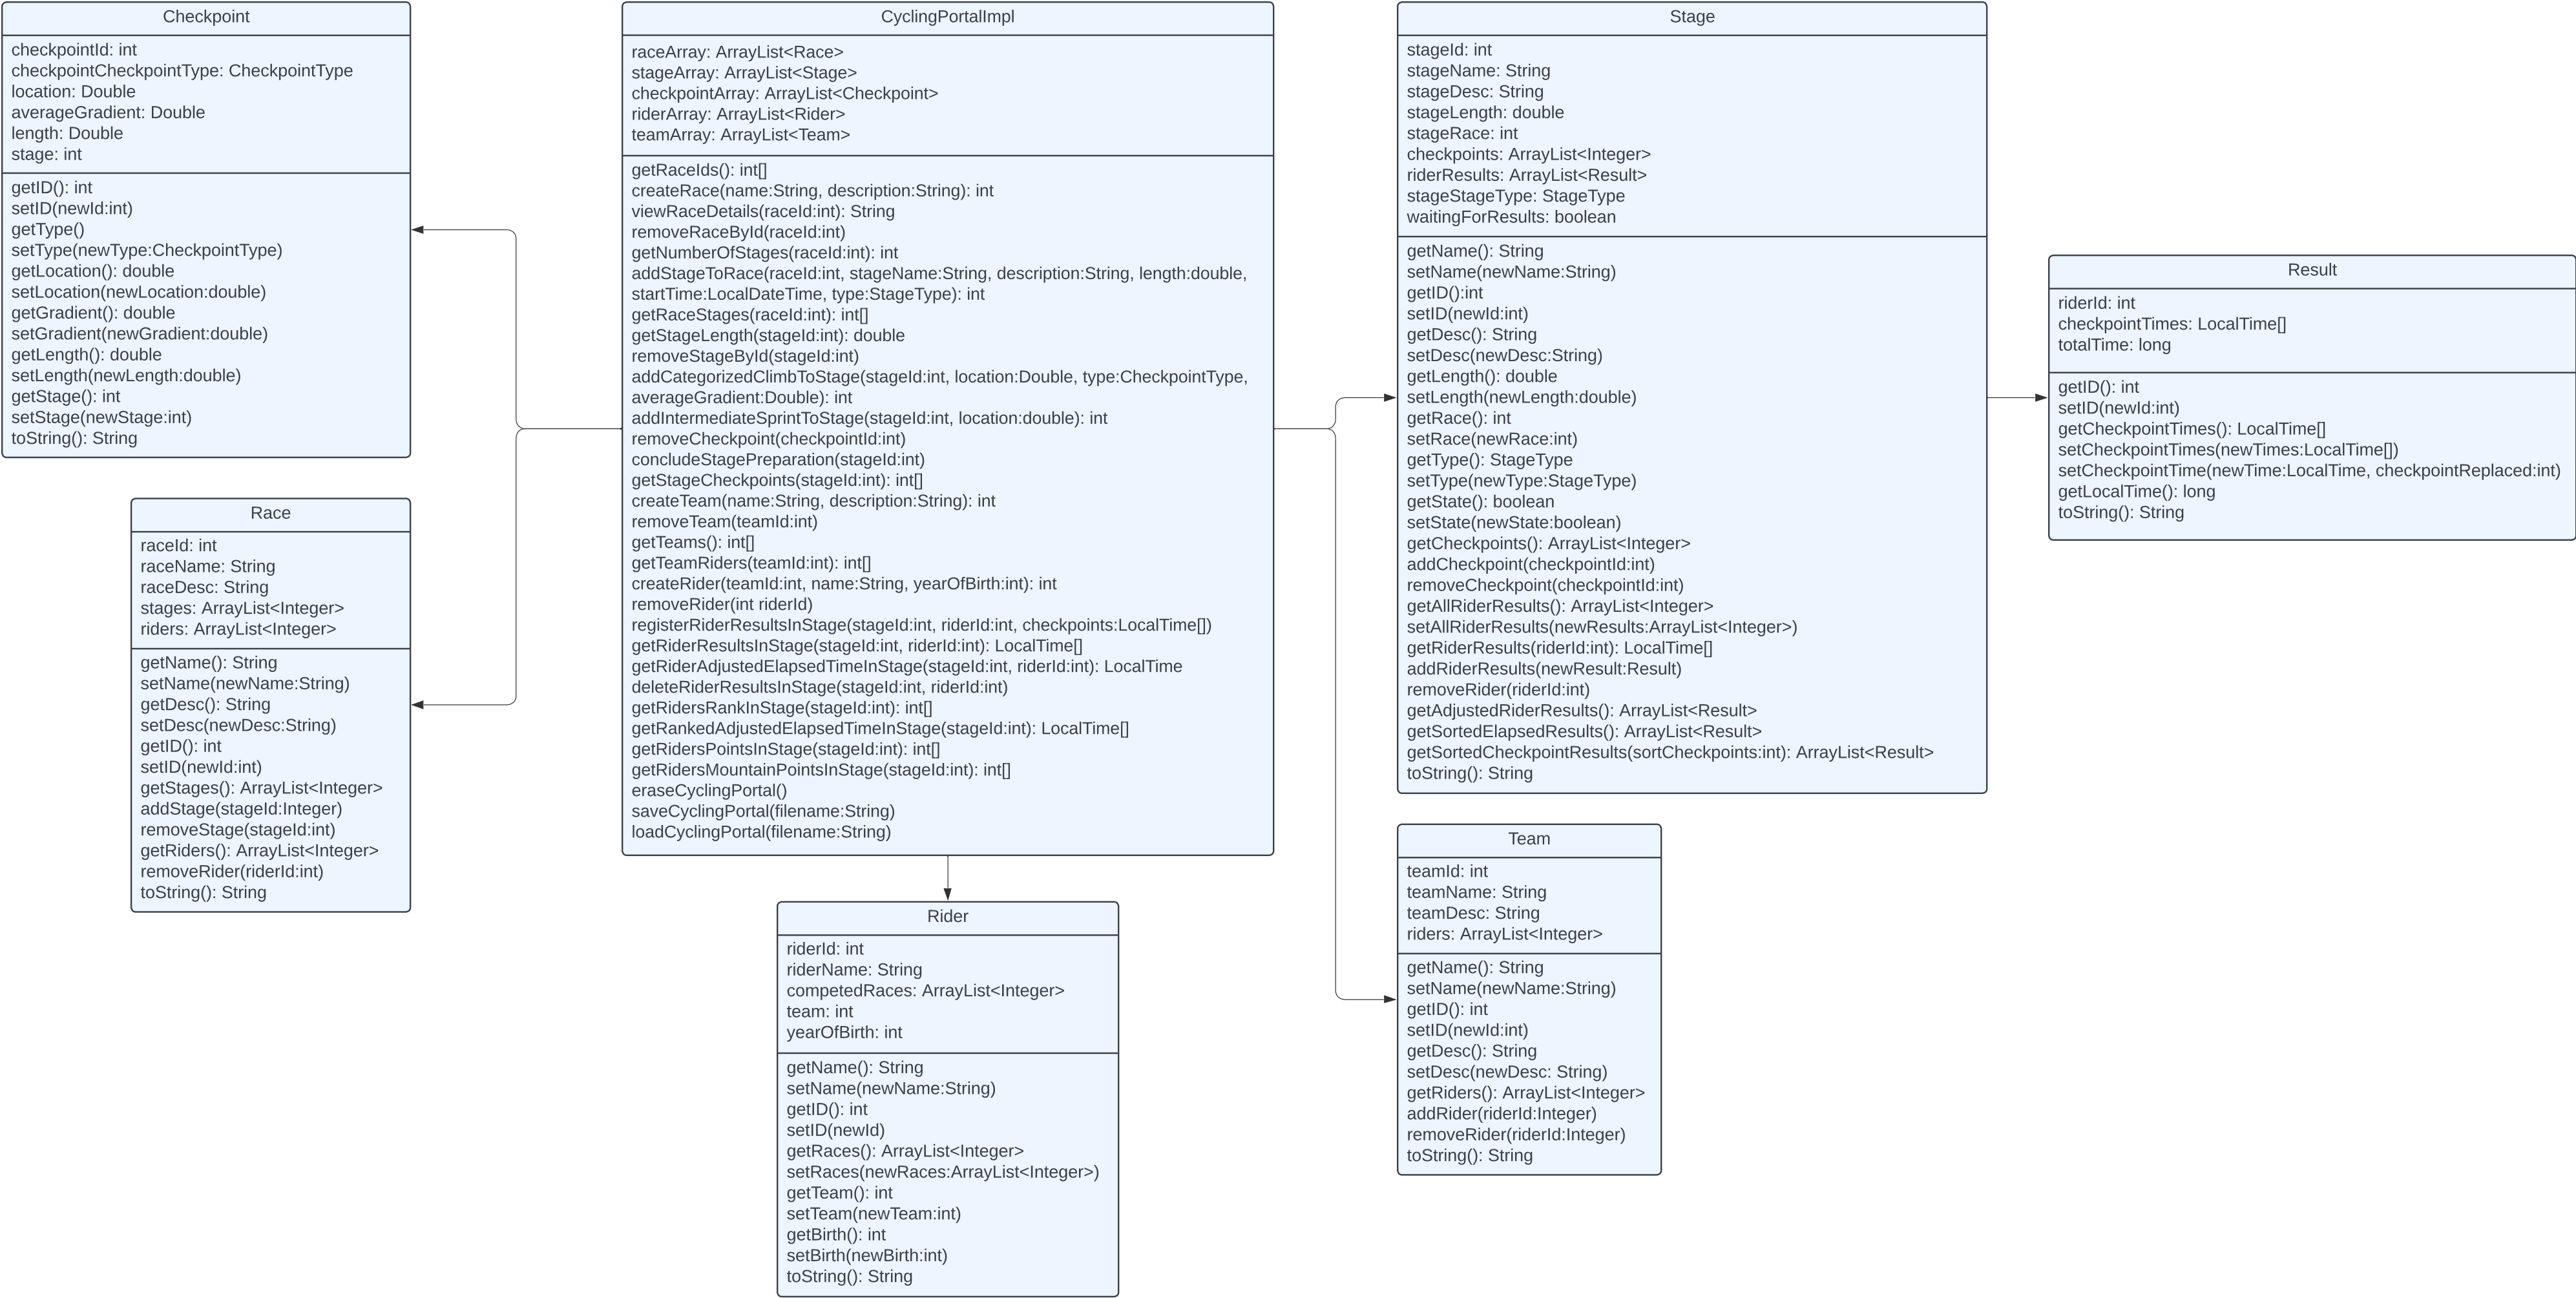 Checkpoint
checkpointId: int
checkpointCheckpointType: CheckpointType
location: Double
averageGradient: Double
length: Double
stage: int
getID(): int
setID(newId:int)
getType()
setType(newType:CheckpointType)
getLocation(): double
setLocation(newLocation:double)
getGradient(): double
setGradient(newGradient:double)
getLength(): double
setLength(newLength:double)
getStage(): int
setStage(newStage:int)
toString(): String
Race
raceId: int
raceName: String
raceDesc: String
stages: ArrayList<Integer>
riders: ArrayList<Integer>
getName(): String
setName(newName:String)
getDesc(): String
setDesc(newDesc:String)
getID(): int
setID(newId:int)
getStages(): ArrayList<Integer>
addStage(stageId:Integer)
removeStage(stageId:int)
getRiders(): ArrayList<Integer>
removeRider(riderId:int)
toString(): String
CyclingPortalImpl
raceArray: ArrayList<Race>
stageArray: ArrayList<Stage>
checkpointArray: ArrayList<Checkpoint>
riderArray: ArrayList<Rider>
teamArray: ArrayList<Team>
getRaceIds(): int[]
createRace(name:String, description:String): int
viewRaceDetails(raceId:int): String
removeRaceById(raceId:int)
getNumberOfStages(raceId:int): int
addStageToRace(raceId:int, stageName:String, description:String, length:double,
startTime:LocalDateTime, type:StageType): int
getRaceStages(raceId:int): int[]
getStageLength(stageId:int): double
removeStageById(stageId:int)
addCategorizedClimbToStage(stageId:int, location:Double, type:CheckpointType,
averageGradient:Double): int
addIntermediateSprintToStage(stageId:int, location:double): int
removeCheckpoint(checkpointId:int)
concludeStagePreparation(stageId:int)
getStageCheckpoints(stageId:int): int[]
createTeam(name:String, description:String): int
removeTeam(teamId:int)
getTeams(): int[]
getTeamRiders(teamId:int): int[]
createRider(teamId:int, name:String, yearOfBirth:int): int
removeRider(int riderId)
registerRiderResultsInStage(stageId:int, riderId:int, checkpoints:LocalTime[])
getRiderResultsInStage(stageId:int, riderId:int): LocalTime[]
getRiderAdjustedElapsedTimeInStage(stageId:int, riderId:int): LocalTime
deleteRiderResultsInStage(stageId:int, riderId:int)
getRidersRankInStage(stageId:int): int[]
getRankedAdjustedElapsedTimeInStage(stageId:int): LocalTime[]
getRidersPointsInStage(stageId:int): int[]
getRidersMountainPointsInStage(stageId:int): int[]
eraseCyclingPortal()
saveCyclingPortal(filename:String)
loadCyclingPortal(filename:String)
Rider
riderId: int
riderName: String
competedRaces: ArrayList<Integer>
team: int
yearOfBirth: int
getName(): String
setName(newName:String)
getID(): int
setID(newId)
getRaces(): ArrayList<Integer>
setRaces(newRaces:ArrayList<Integer>)
getTeam(): int
setTeam(newTeam:int)
getBirth(): int
setBirth(newBirth:int)
toString(): String
Stage
stageId: int
stageName: String
stageDesc: String
stageLength: double
stageRace: int
checkpoints: ArrayList<Integer>
riderResults: ArrayList<Result>
stageStageType: StageType
waitingForResults: boolean
getName(): String
setName(newName:String)
getID():int
setID(newId:int)
getDesc(): String
setDesc(newDesc:String)
getLength(): double
setLength(newLength:double)
getRace(): int
setRace(newRace:int)
getType(): StageType
setType(newType:StageType)
getState(): boolean
setState(newState:boolean)
getCheckpoints(): ArrayList<Integer>
addCheckpoint(checkpointId:int)
removeCheckpoint(checkpointId:int)
getAllRiderResults(): ArrayList<Integer>
setAllRiderResults(newResults:ArrayList<Integer>)
getRiderResults(riderId:int): LocalTime[]
addRiderResults(newResult:Result)
removeRider(riderId:int)
getAdjustedRiderResults(): ArrayList<Result>
getSortedElapsedResults(): ArrayList<Result>
getSortedCheckpointResults(sortCheckpoints:int): ArrayList<Result>
toString(): String
Team
teamId: int
teamName: String
teamDesc: String
riders: ArrayList<Integer>
getName(): String
setName(newName:String)
getID(): int
setID(newId:int)
getDesc(): String
setDesc(newDesc: String)
getRiders(): ArrayList<Integer>
addRider(riderId:Integer)
removeRider(riderId:Integer)
toString(): String
Result
riderId: int
checkpointTimes: LocalTime[]
totalTime: long
getID(): int
setID(newId:int)
getCheckpointTimes(): LocalTime[]
setCheckpointTimes(newTimes:LocalTime[])
setCheckpointTime(newTime:LocalTime, checkpointReplaced:int)
getLocalTime(): long
toString(): String